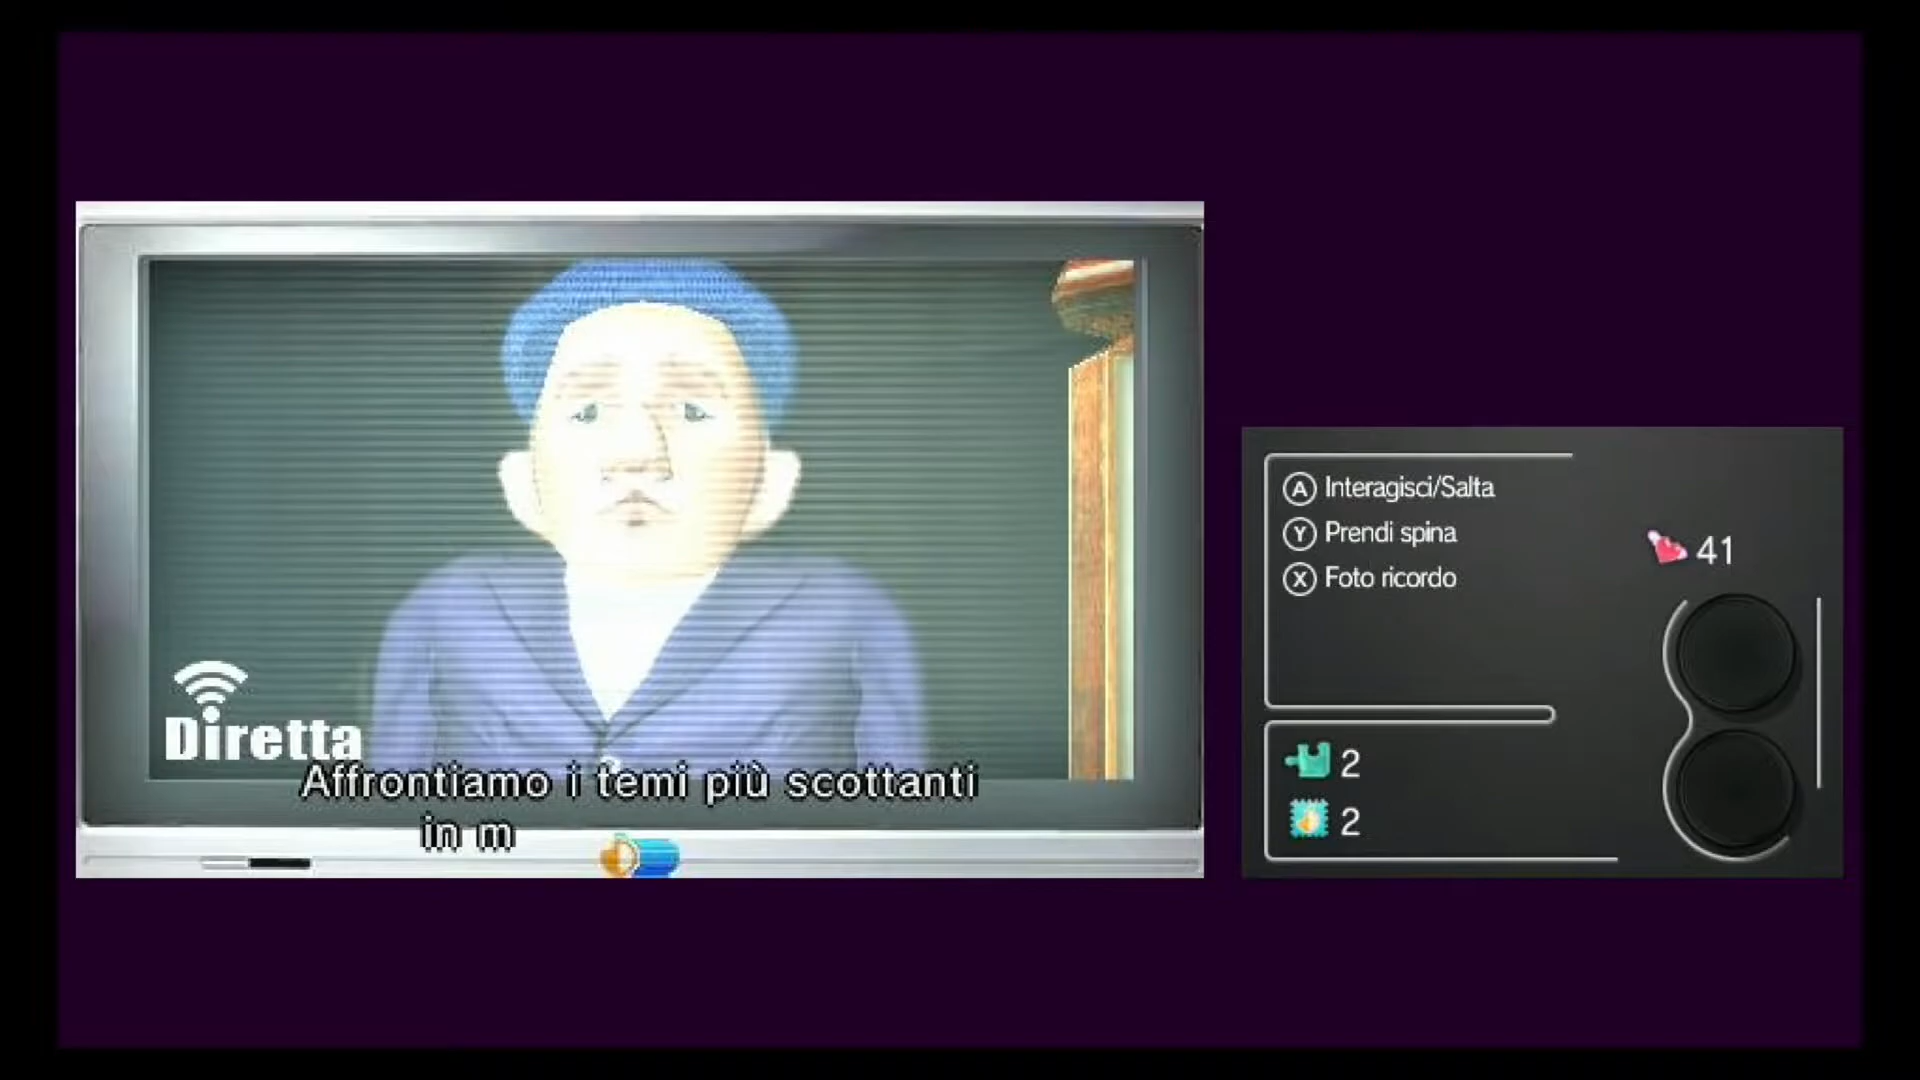 Diretta
Affrontiamo i temi più scottanti
in m
A Interagisci/Salta
Y Prendi spina
X Foto ricordo
41
2
2